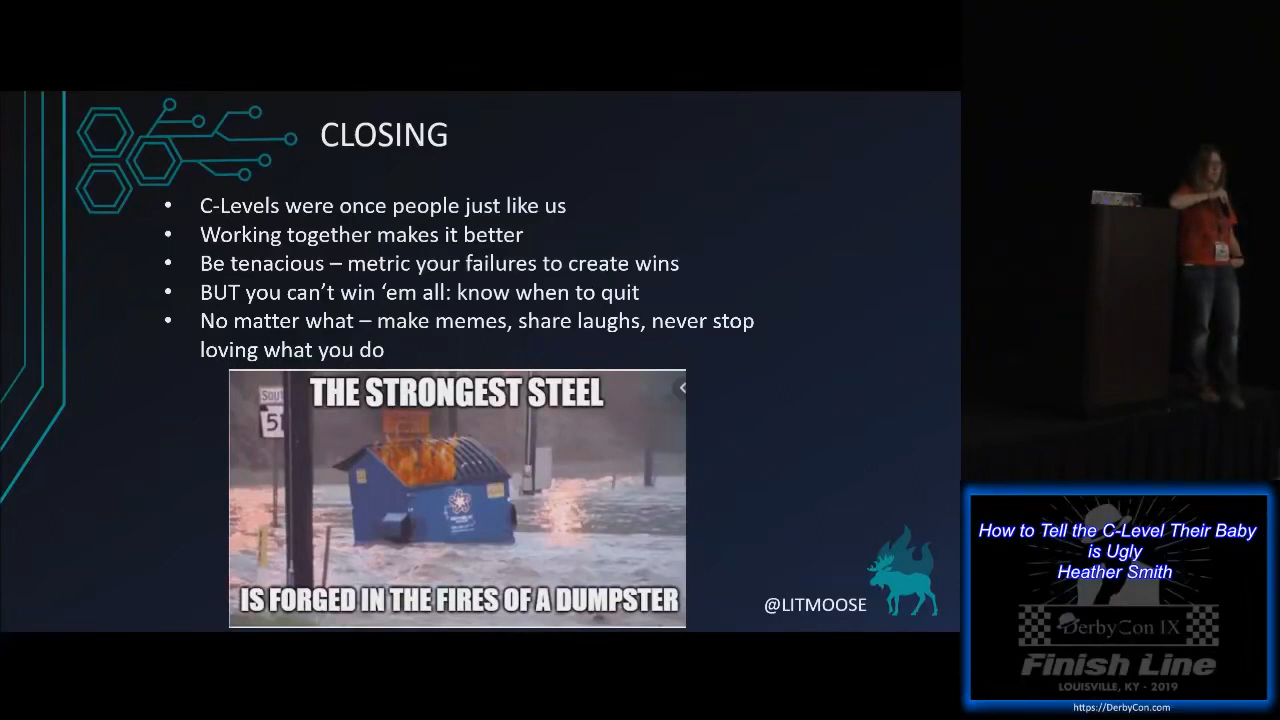 CLOSING
• C-Levels were once people just like us
• Working together makes it better
• Be tenacious – metric your failures to create wins
• BUT you can’t win ‘em all: know when to quit
• No matter what – make memes, share laughs, never stop
loving what you do
SOUTH
51
THE STRONGEST STEEL
IS FORGED IN THE FIRES OF A DUMPSTER
@LITMOOSE
How to Tell the C-Level Their Baby
is Ugly
Heather Smith
DerbyCon IX
Finish Line
LOUISVILLE, KY - 2019
https://DerbyCon.com